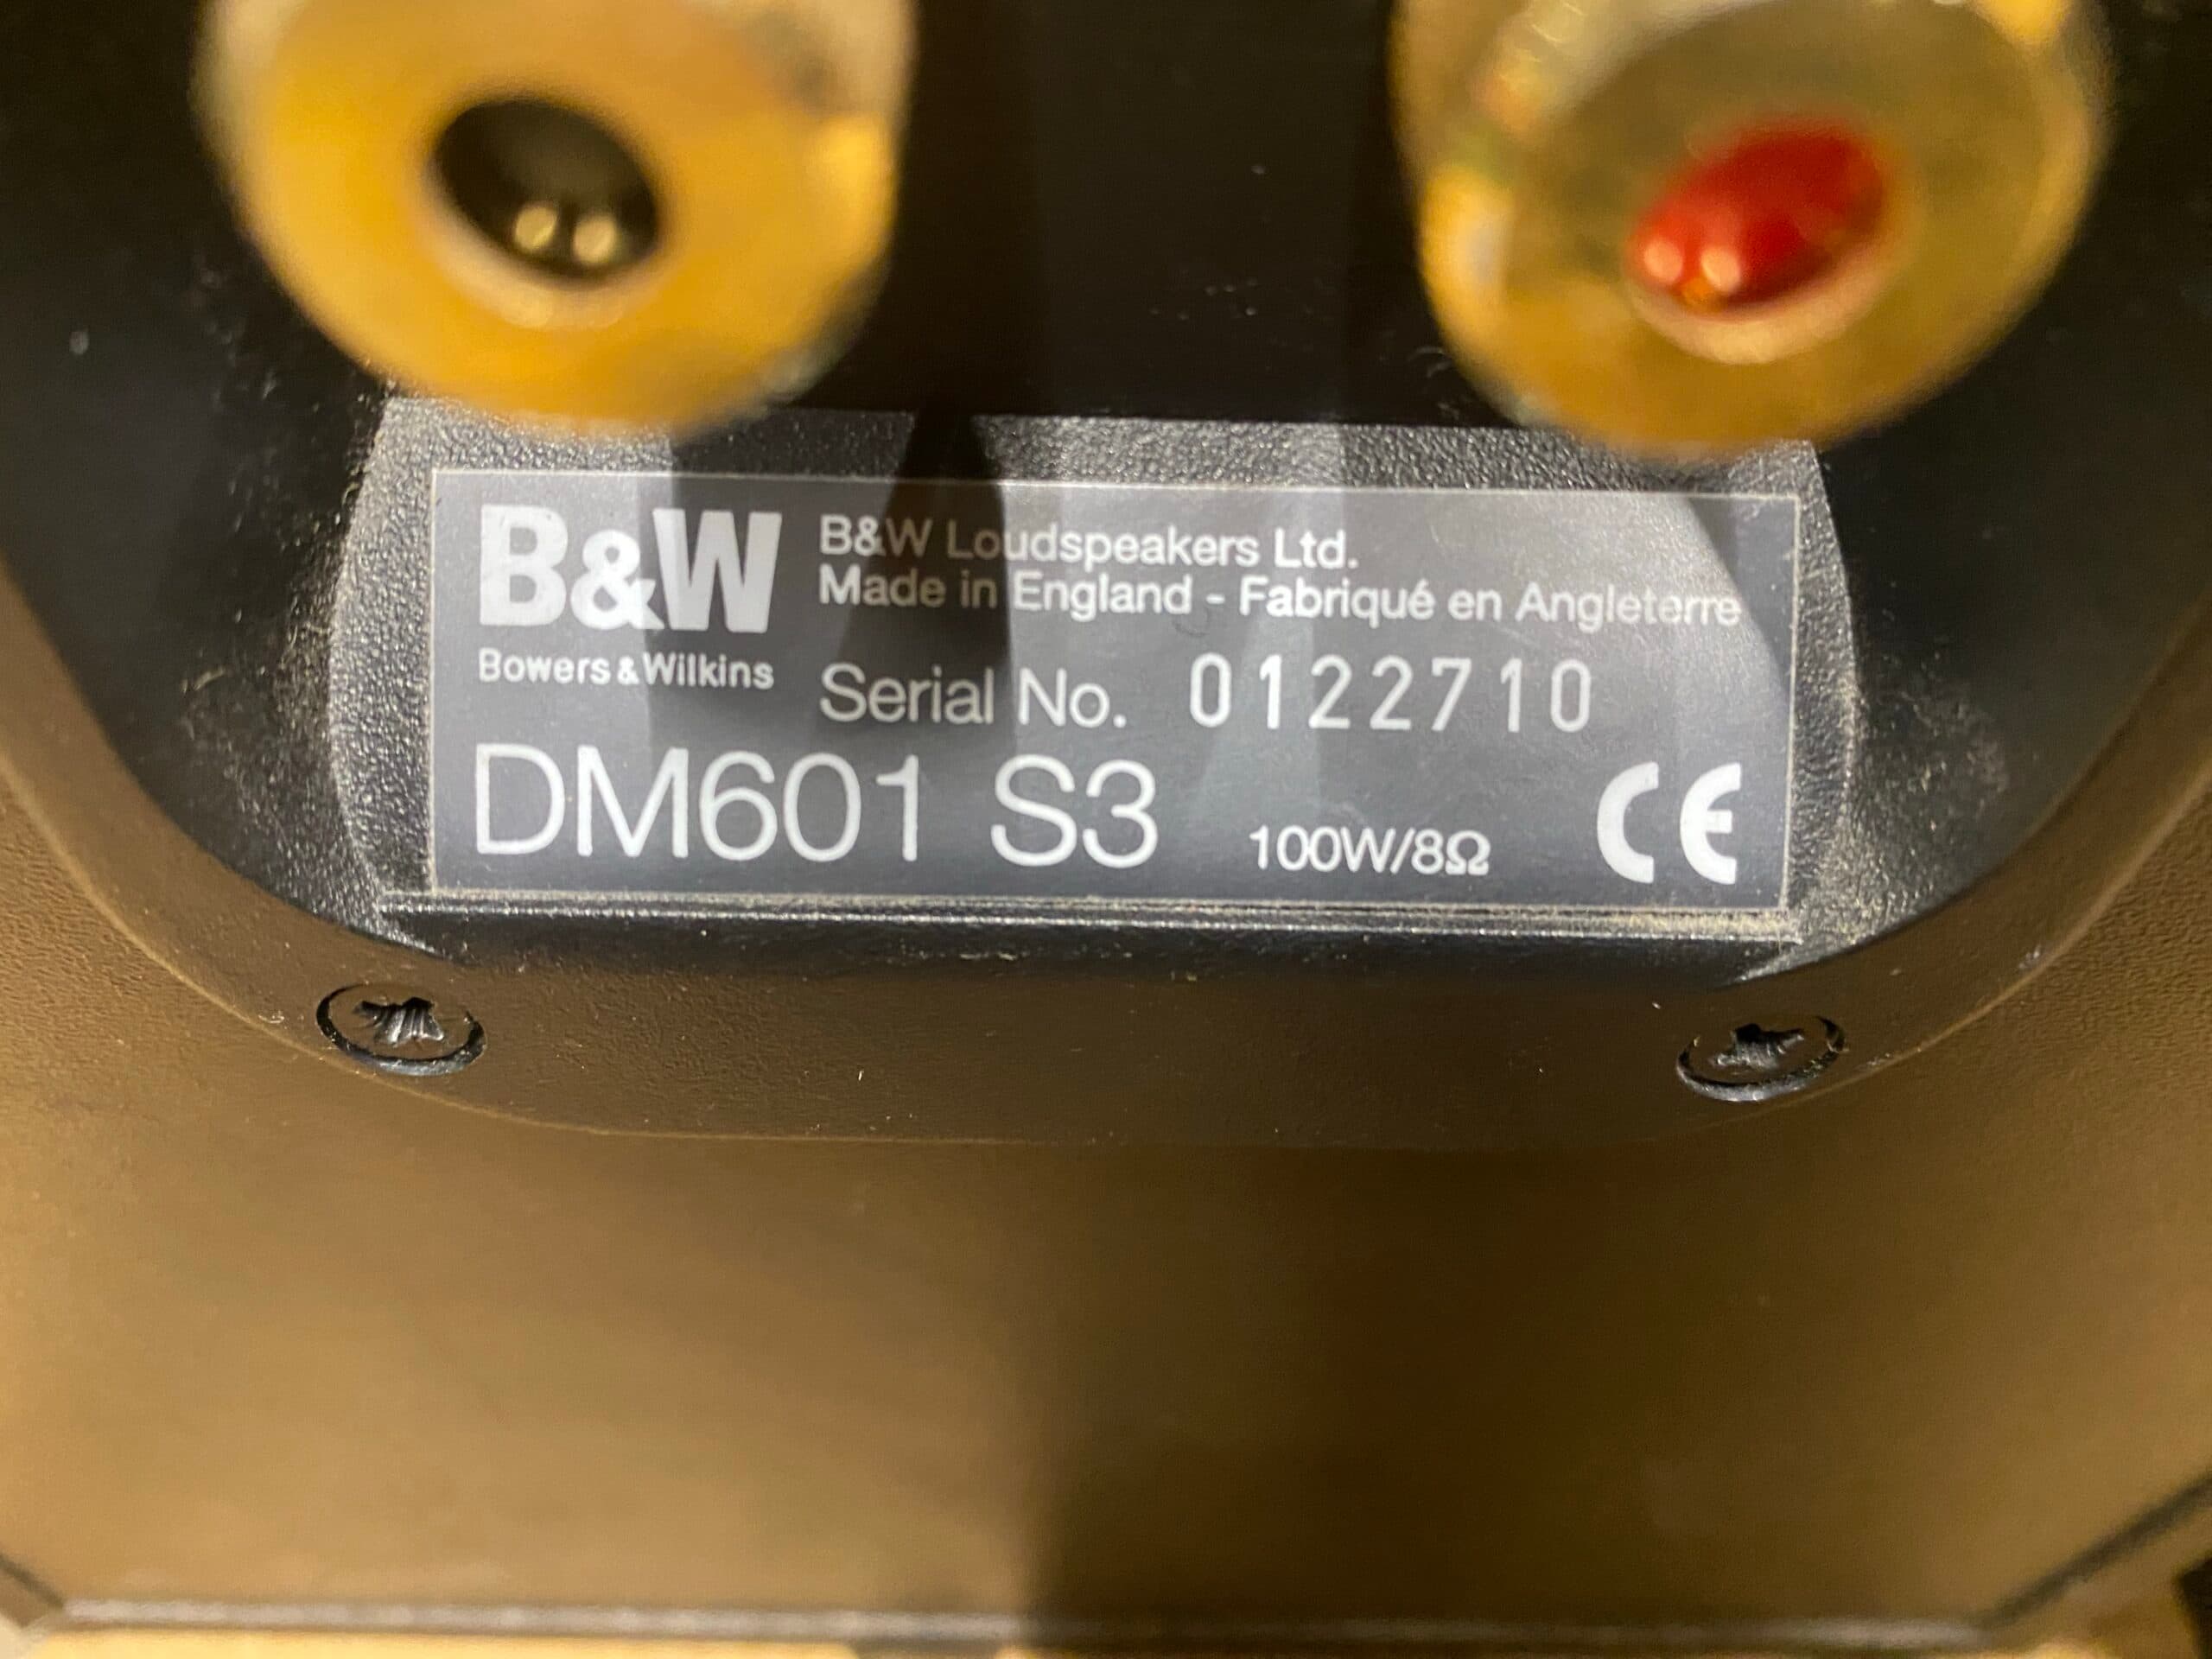 B&W
Bowers & Wilkins
B&W Loudspeakers Ltd.
Made in England - Fabriqué en Angleterre
Serial No. 0122710
DM601 S3 100W/8Ω CE